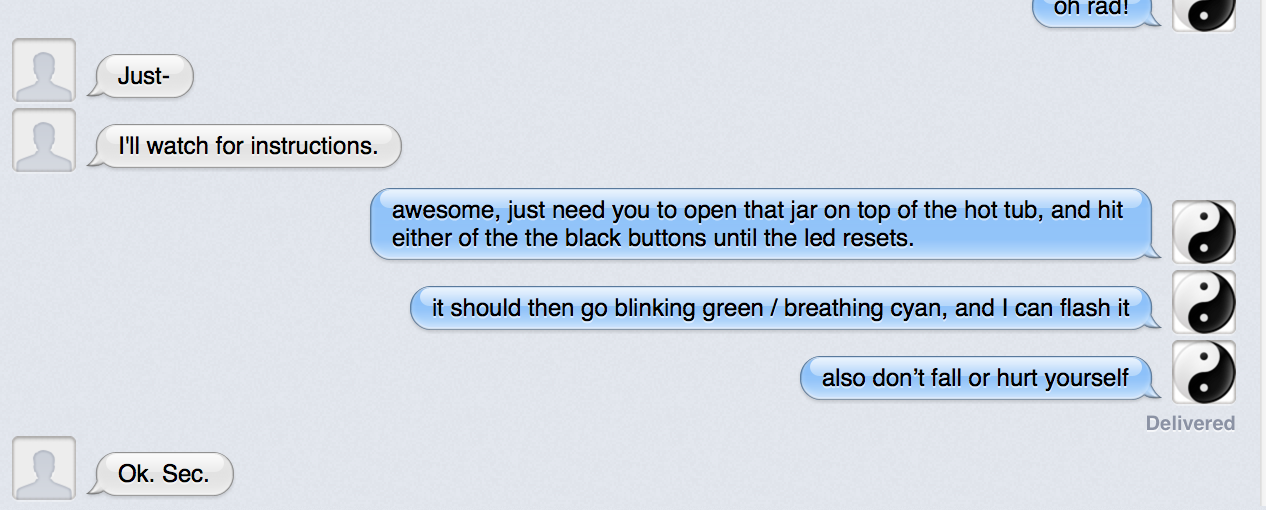 oh rad!
Just-
I'll watch for instructions.
awesome, just need you to open that jar on top of the hot tub, and hit
either of the the black buttons until the led resets.
it should then go blinking green / breathing cyan, and I can flash it
also don’t fall or hurt yourself
Delivered
Ok. Sec.